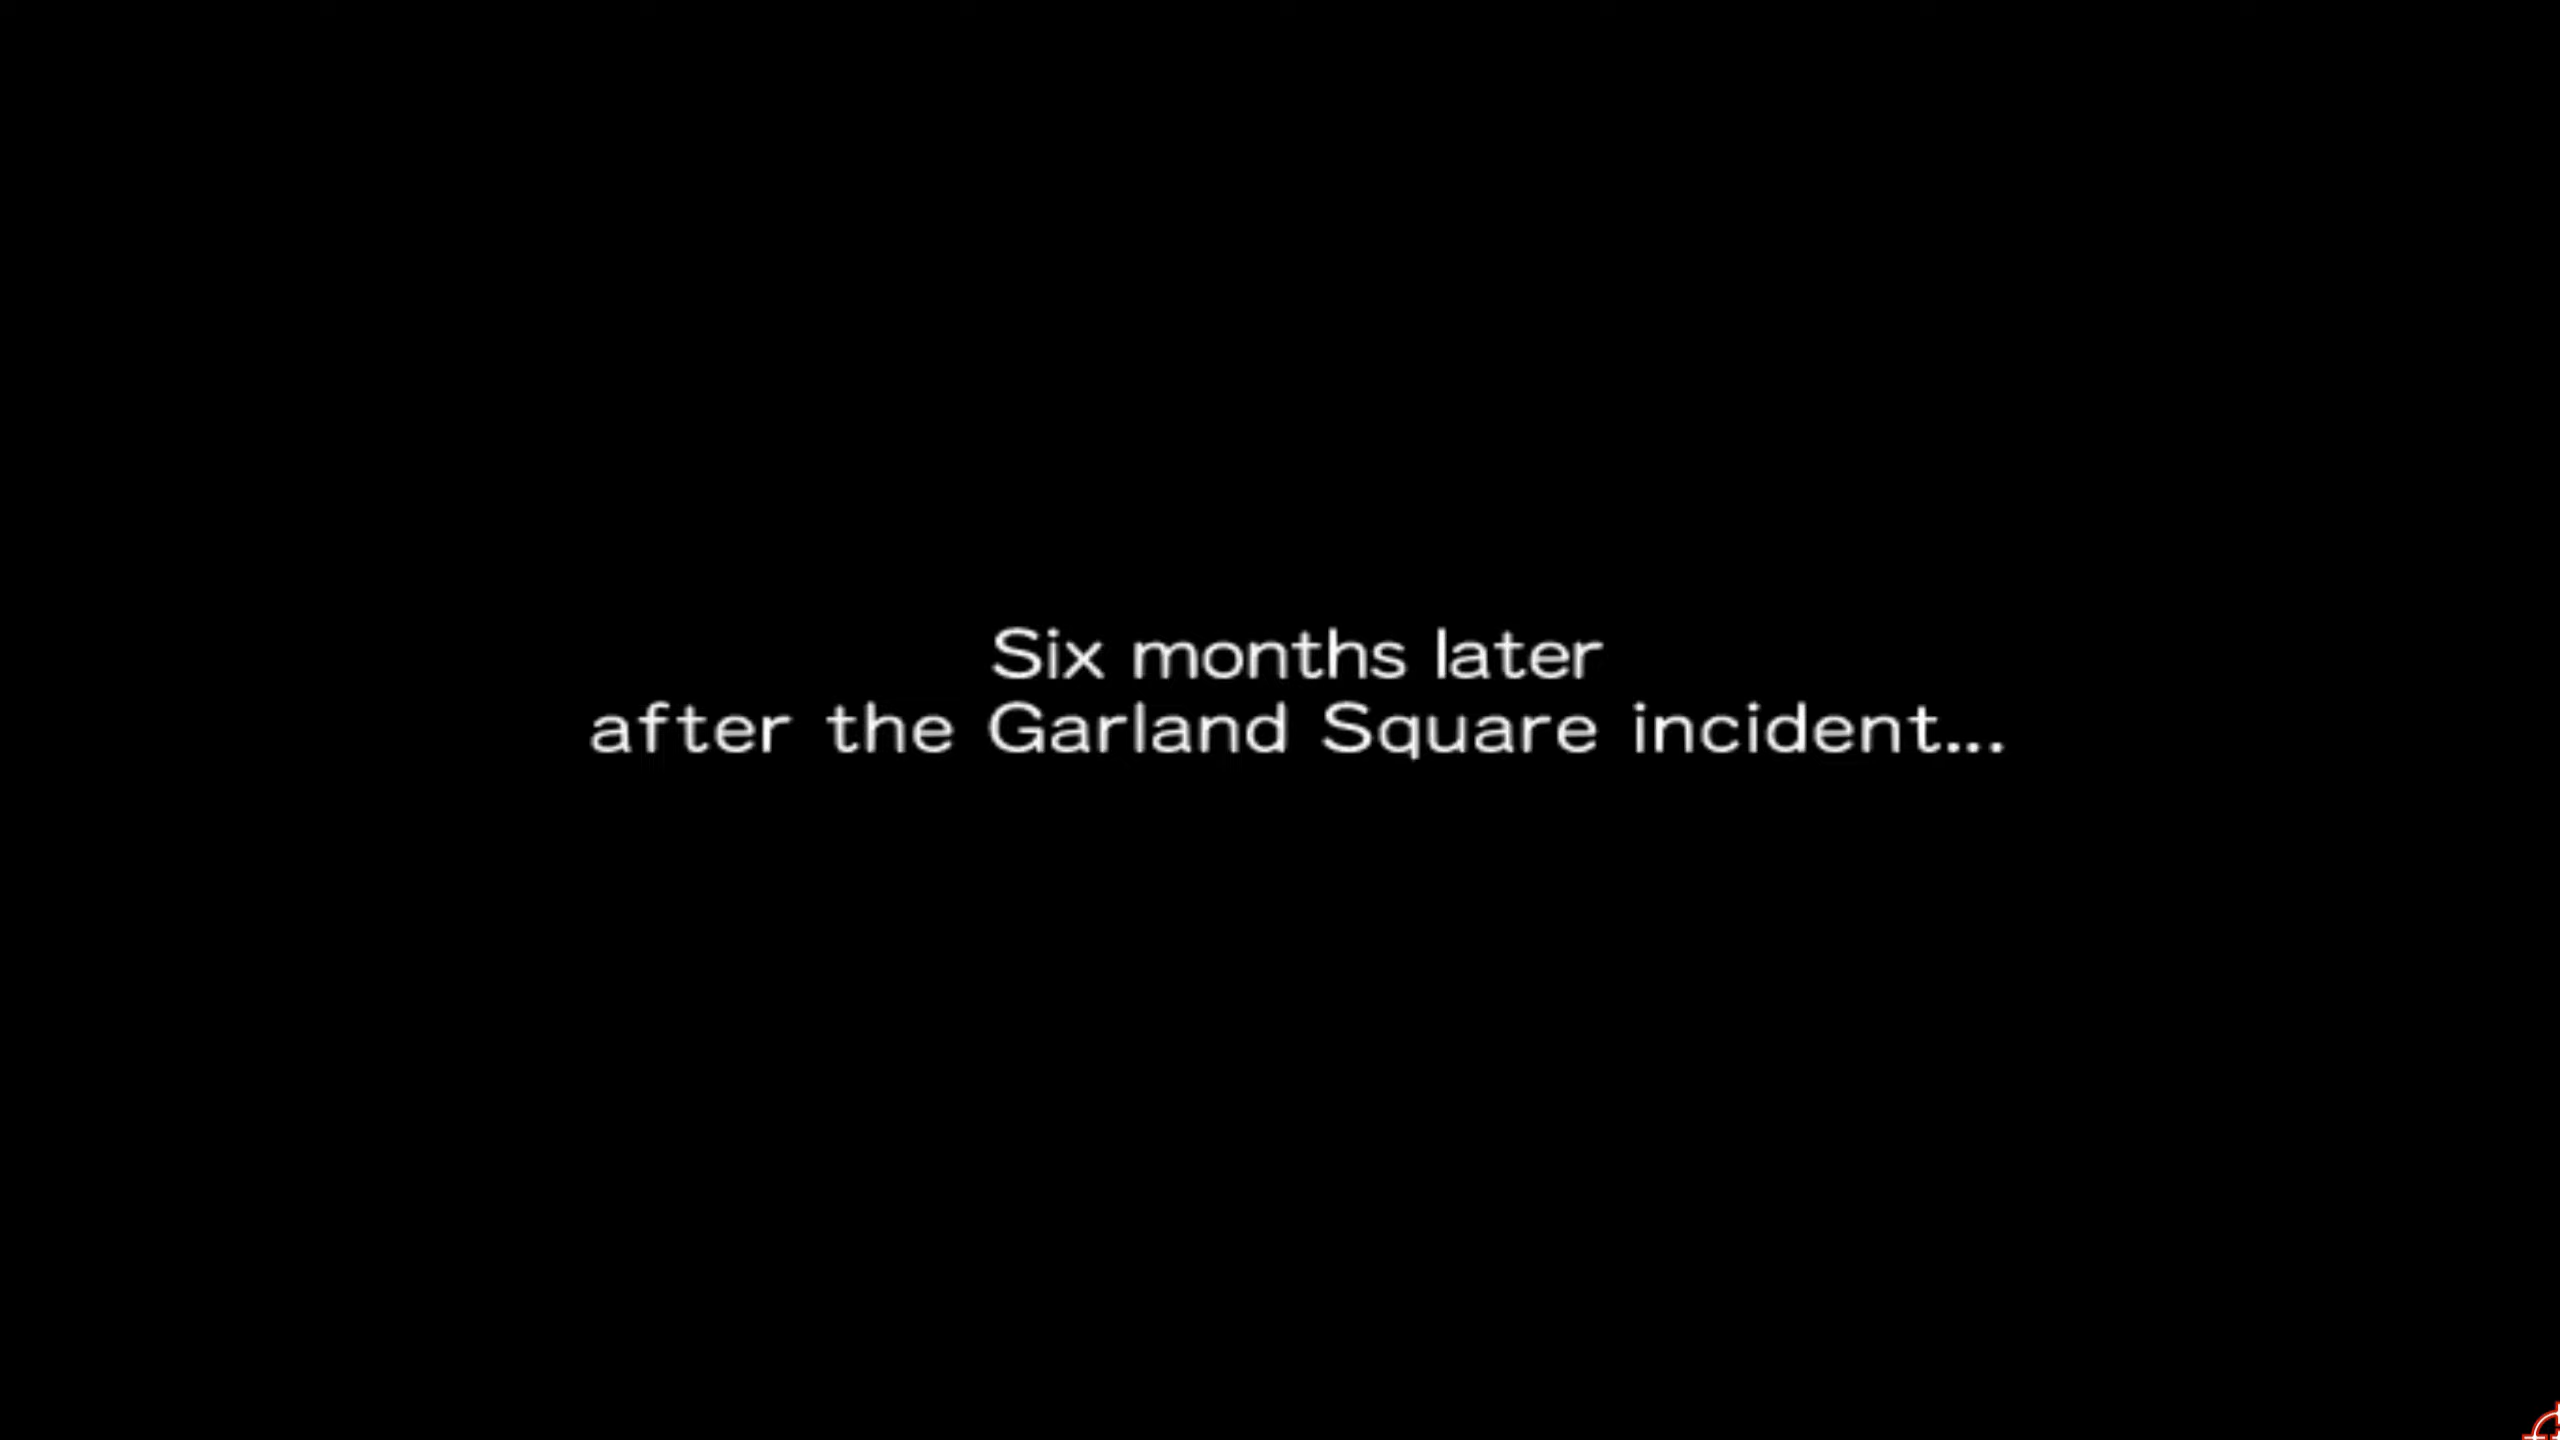 Six months later
after the Garland Square incident...